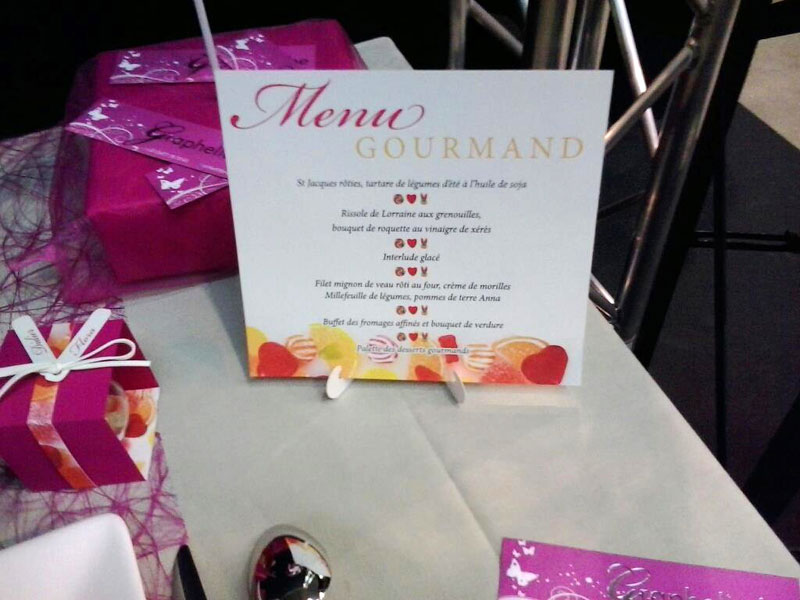 Menu
GOURMAND
St Jacques rôties, tartare de légumes d'été à l'huile de soja
Rissole de Lorraine aux grenouilles,
bouquet de roquette au vinaigre de xérès
Interlude glacé
Filet mignon de veau rôti au four, crème de morilles
Millefeuille de légumes, pommes de terre Anna
Buffet des fromages affinés et bouquet de verdure
Palette des desserts gourmands